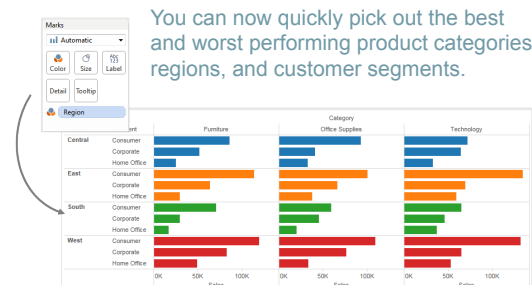 You can now quickly pick out the best
and worst performing product categories
regions, and customer segments.
Marks
Automatic
Color Size Label
Detail Tooltip
Region
Category
Furniture Office Supplies Technology
Central Consumer
Corporate
Home Office
East Consumer
Corporate
Home Office
South Consumer
Corporate
Home Office
West Consumer
Corporate
Home Office
0K 50K 100K 0K 50K 100K 0K 50K 100K